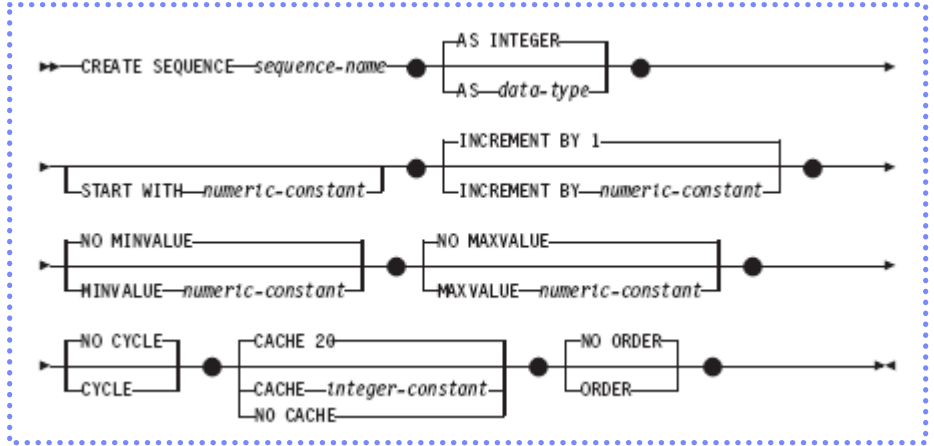 AS INTEGER
CREATE SEQUENCE sequence-name
AS data-type
INCREMENT BY 1
START WITH numeric-constant
INCREMENT BY numeric-constant
NO MINVALUE
NO MAXVALUE
MINVALUE numeric-constant
MAXVALUE numeric-constant
NO CYCLE
CACHE 20
NO ORDER
CYCLE
CACHE integer-constant
ORDER
NO CACHE